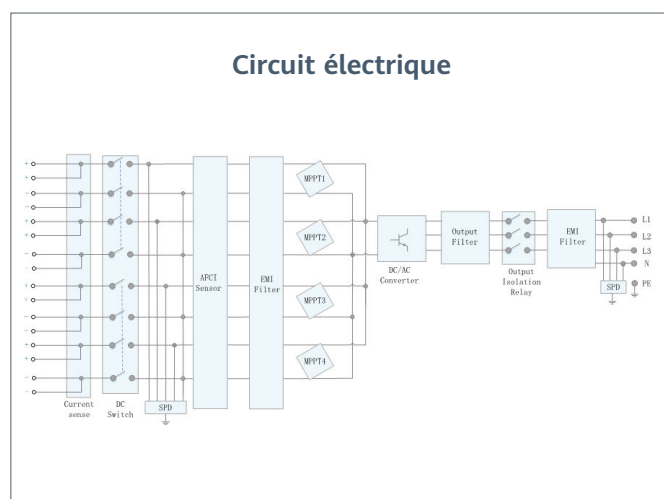 Circuit électrique
+
+
-
-
+
+
-
-
+
+
-
-
+
+
-
-
Current
sense
DC
Switch
SPD
AFCI
Sensor
EMI
Filter
MPPT1
MPPT2
MPPT3
MPPT4
DC/AC
Converter
Output
Filter
Output
Isolation
Relay
EMI
Filter
SPD
L1
L2
L3
N
PE